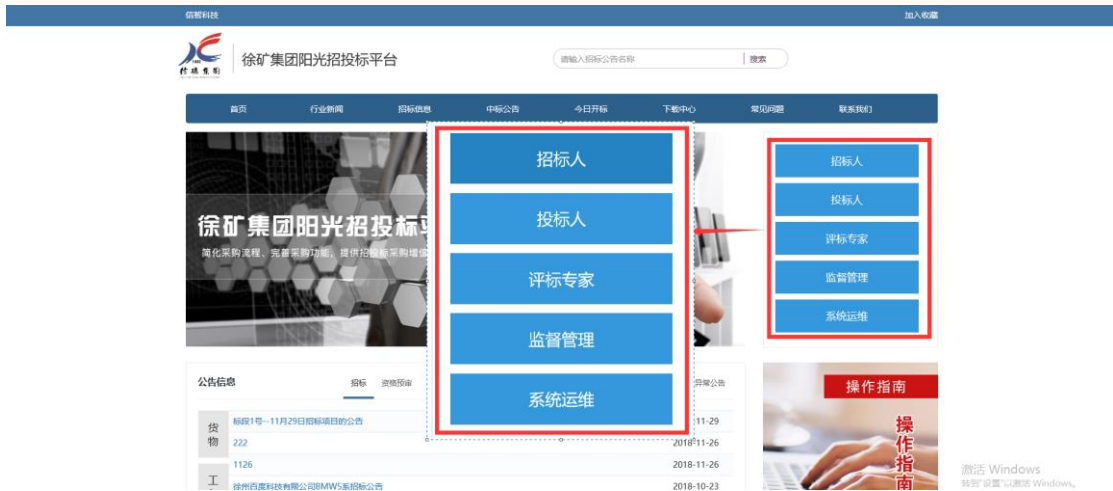 信智科技
加入收藏
徐矿集团
徐矿集团阳光招投标平台
请输入招标公告名称
搜索
首页 行业新闻 招标信息 中标公告 今日开标 下载中心 常见问题 联系我们
徐矿集团阳光招投标
简化采购流程、完善采购功能，提供招投标采购增值
招标人
投标人
评标专家
监督管理
系统运维
招标人
投标人
评标专家
监督管理
系统运维
公告信息 招标 资格预审 异常公告
货物
标段1号--11月29日招标项目的公告 11-29
222 2018-11-26
工
1126 2018-11-26
徐州百度科技有限公司BMW5系招标公告 2018-10-23
操作指南
操作指南
激活 Windows
转到"设置"以激活 Windows。